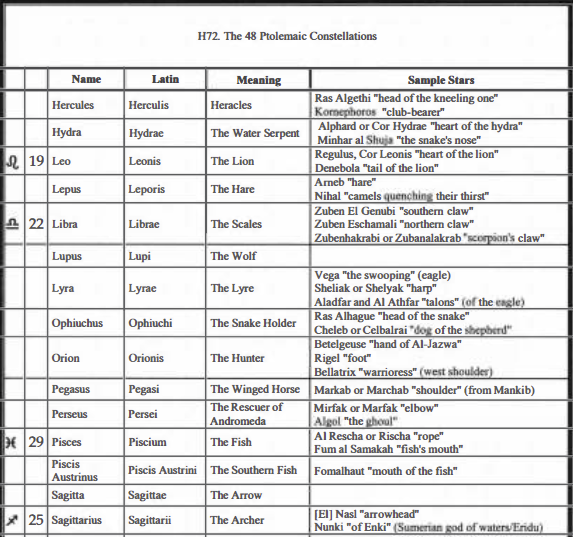 H72. The 48 Ptolemaic Constellations
Name Latin Meaning Sample Stars
Hercules Herculis Heracles Ras Algethi "head of the kneeling one"
Kornephoros "club-bearer"
Hydra Hydrae The Water Serpent Alphard or Cor Hydrae "heart of the hydra"
Minhar al Shuja "the snake's nose"
♌ 19 Leo Leonis The Lion Regulus, Cor Leonis "heart of the lion"
Denebola "tail of the lion"
Lepus Leporis The Hare Arneb "hare"
Nihal "camels quenching their thirst"
♎ 22 Libra Librae The Scales Zuben El Genubi "southern claw"
Zuben Eschamali "northern claw"
Zubenhakrabi or Zubanalakrab "scorpion's claw"
Lupus Lupi The Wolf
Lyra Lyrae The Lyre Vega "the swooping" (eagle)
Sheliak or Shelyak "harp"
Aladfar and Al Athfar "talons" (of the eagle)
Ophiuchus Ophiuchi The Snake Holder Ras Alhague "head of the snake"
Cheleb or Celbalrai "dog of the shepherd"
Orion Orionis The Hunter Betelgeuse "hand of Al-Jazwa"
Rigel "foot"
Bellatrix "warrioress" (west shoulder)
Pegasus Pegasi The Winged Horse Markab or Marchab "shoulder" (from Mankib)
Perseus Persei The Rescuer of Andromeda Mirfak or Marfak "elbow"
Algol "the ghoul"
♓ 29 Pisces Piscium The Fish Al Rescha or Rischa "rope"
Fum al Samakah "fish's mouth"
Piscis Austrinus Piscis Austrini The Southern Fish Fomalhaut "mouth of the fish"
Sagitta Sagittae The Arrow
♐ 25 Sagittarius Sagittarii The Archer [El] Nasl "arrowhead"
Nunki "of Enki" (Sumerian god of waters/Eridu)